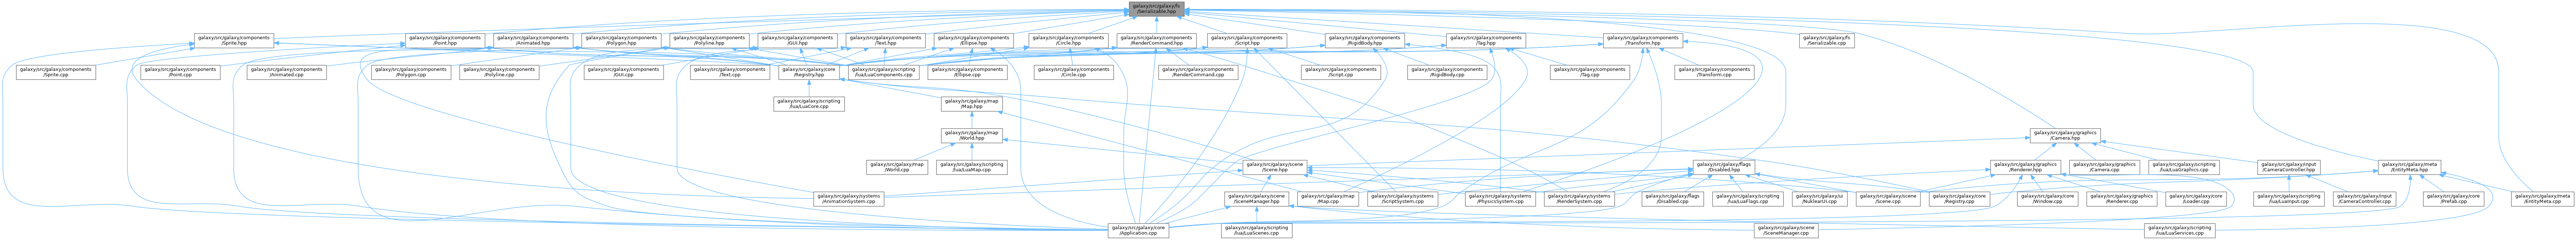 galaxy/src/galaxy/fs
/Serializable.hpp
galaxy/src/galaxy/components
/Sprite.hpp
galaxy/src/galaxy/components
/Point.hpp
galaxy/src/galaxy/components
/Animated.hpp
galaxy/src/galaxy/components
/Polygon.hpp
galaxy/src/galaxy/components
/Polyline.hpp
galaxy/src/galaxy/components
/GUI.hpp
galaxy/src/galaxy/components
/Text.hpp
galaxy/src/galaxy/components
/Ellipse.hpp
galaxy/src/galaxy/components
/Circle.hpp
galaxy/src/galaxy/components
/RenderCommand.hpp
galaxy/src/galaxy/components
/Script.hpp
galaxy/src/galaxy/components
/RigidBody.hpp
galaxy/src/galaxy/components
/Tag.hpp
galaxy/src/galaxy/components
/Transform.hpp
galaxy/src/galaxy/fs
/Serializable.cpp
galaxy/src/galaxy/components
/Sprite.cpp
galaxy/src/galaxy/components
/Point.cpp
galaxy/src/galaxy/components
/Animated.cpp
galaxy/src/galaxy/components
/Polygon.cpp
galaxy/src/galaxy/components
/Polyline.cpp
galaxy/src/galaxy/components
/GUI.cpp
galaxy/src/galaxy/components
/Text.cpp
galaxy/src/galaxy/core
/Registry.hpp
galaxy/src/galaxy/scripting
/lua/LuaComponents.cpp
galaxy/src/galaxy/components
/Ellipse.cpp
galaxy/src/galaxy/components
/Circle.cpp
galaxy/src/galaxy/components
/RenderCommand.cpp
galaxy/src/galaxy/components
/Script.cpp
galaxy/src/galaxy/components
/RigidBody.cpp
galaxy/src/galaxy/components
/Tag.cpp
galaxy/src/galaxy/components
/Transform.cpp
galaxy/src/galaxy/scripting
/lua/LuaCore.cpp
galaxy/src/galaxy/map
/Map.hpp
galaxy/src/galaxy/map
/World.hpp
galaxy/src/galaxy/graphics
/Camera.hpp
galaxy/src/galaxy/map
/World.cpp
galaxy/src/galaxy/scripting
/lua/LuaMap.cpp
galaxy/src/galaxy/scene
/Scene.hpp
galaxy/src/galaxy/flags
/Disabled.hpp
galaxy/src/galaxy/graphics
/Renderer.hpp
galaxy/src/galaxy/graphics
/Camera.cpp
galaxy/src/galaxy/scripting
/lua/LuaGraphics.cpp
galaxy/src/galaxy/input
/CameraController.hpp
galaxy/src/galaxy/meta
/EntityMeta.hpp
galaxy/src/galaxy/systems
/AnimationSystem.cpp
galaxy/src/galaxy/scene
/SceneManager.hpp
galaxy/src/galaxy/map
/Map.cpp
galaxy/src/galaxy/systems
/ScriptSystem.cpp
galaxy/src/galaxy/systems
/PhysicsSystem.cpp
galaxy/src/galaxy/systems
/RenderSystem.cpp
galaxy/src/galaxy/flags
/Disabled.cpp
galaxy/src/galaxy/scripting
/lua/LuaFlags.cpp
galaxy/src/galaxy/ui
/NuklearUI.cpp
galaxy/src/galaxy/scene
/Scene.cpp
galaxy/src/galaxy/core
/Registry.cpp
galaxy/src/galaxy/core
/Window.cpp
galaxy/src/galaxy/graphics
/Renderer.cpp
galaxy/src/galaxy/core
/Loader.cpp
galaxy/src/galaxy/scripting
/lua/LuaInput.cpp
galaxy/src/galaxy/input
/CameraController.cpp
galaxy/src/galaxy/core
/Prefab.cpp
galaxy/src/galaxy/meta
/EntityMeta.cpp
galaxy/src/galaxy/core
/Application.cpp
galaxy/src/galaxy/scripting
/lua/LuaScenes.cpp
galaxy/src/galaxy/scene
/SceneManager.cpp
galaxy/src/galaxy/scripting
/lua/LuaServices.cpp